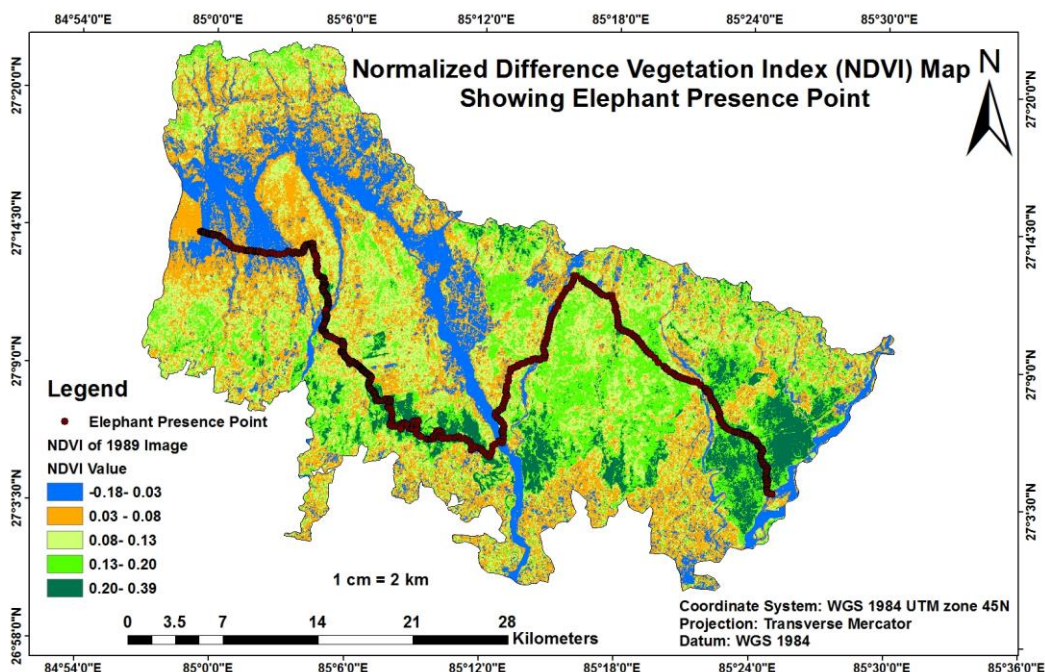 84°54'0"E 85°0'0"E 85°6'0"E 85°12'0"E 85°18'0"E 85°24'0"E 85°30'0"E
Normalized Difference Vegetation Index (NDVI) Map
Showing Elephant Presence Point
N
27°20'0"N
27°14'30"N
27°9'0"N
27°3'30"N
26°58'0"N
27°20'0"N
27°14'30"N
27°9'0"N
27°3'30"N
Legend
Elephant Presence Point
NDVI of 1989 Image
NDVI Value
-0.18- 0.03
0.03 - 0.08
0.08- 0.13
0.13- 0.20
0.20- 0.39
1 cm = 2 km
0 3.5 7 14 21 28
Kilometers
Coordinate System: WGS 1984 UTM zone 45N
Projection: Transverse Mercator
Datum: WGS 1984
84°54'0"E 85°0'0"E 85°6'0"E 85°12'0"E 85°18'0"E 85°24'0"E 85°30'0"E 85°36'0"E